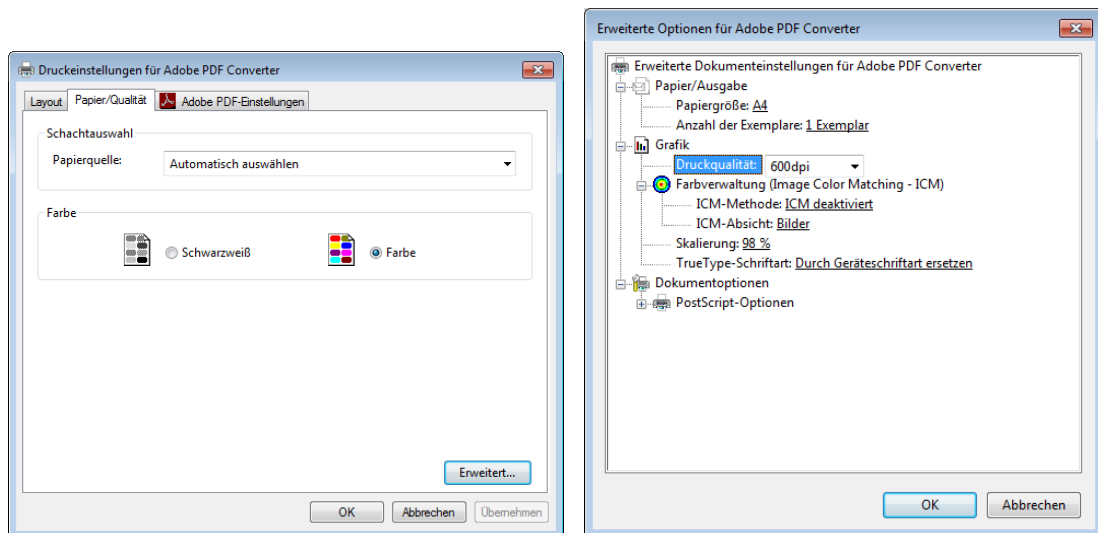 Druckeinstellungen für Adobe PDF Converter
Layout Papier/Qualität Adobe PDF-Einstellungen
Schachtauswahl
Papierquelle: Automatisch auswählen
Farbe
Schwarzweiß Farbe
Erweitert...
OK Abbrechen Übernehmen
Erweiterte Optionen für Adobe PDF Converter
Erweiterte Dokumenteinstellungen für Adobe PDF Converter
Papier/Ausgabe
Papiergröße: A4
Anzahl der Exemplare: 1 Exemplar
Grafik
Druckqualität: 600dpi
Farbverwaltung (Image Color Matching - ICM)
ICM-Methode: ICM deaktiviert
ICM-Absicht: Bilder
Skalierung: 98 %
TrueType-Schriftart: Durch Geräteschriftart ersetzen
Dokumentoptionen
PostScript-Optionen
OK Abbrechen